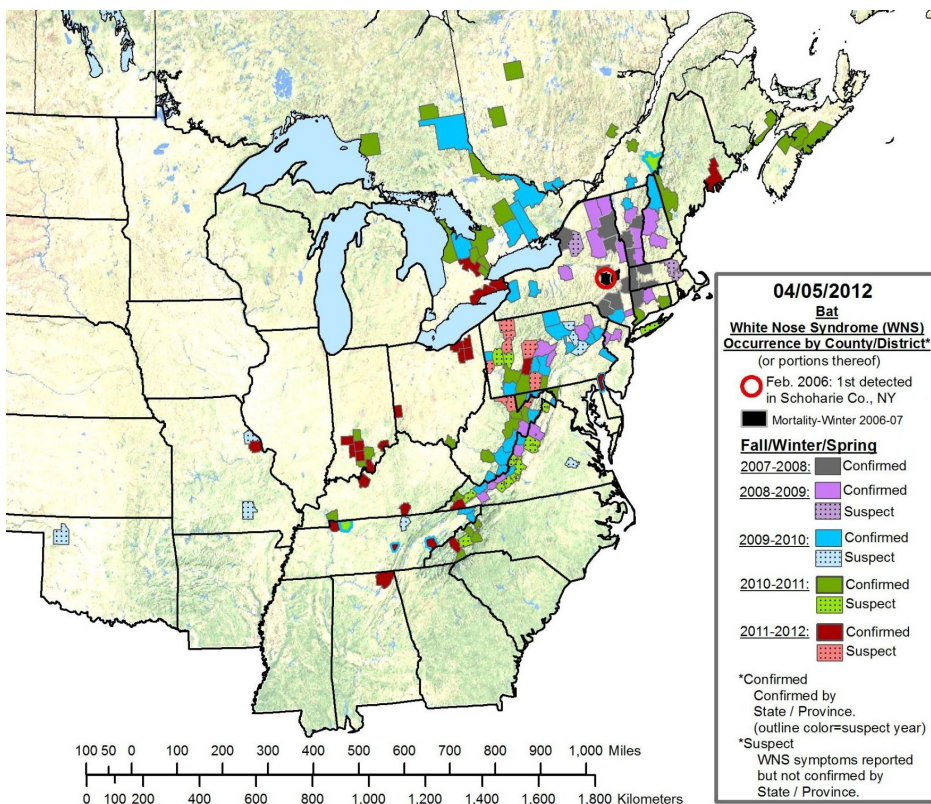 04/05/2012
Bat
White Nose Syndrome (WNS)
Occurrence by County/District*
(or portions thereof)
Feb. 2006: 1st detected
in Schoharie Co., NY
Mortality-Winter 2006-07
Fall/Winter/Spring
2007-2008: Confirmed
2008-2009: Confirmed
Suspect
2009-2010: Confirmed
Suspect
2010-2011: Confirmed
Suspect
2011-2012: Confirmed
Suspect
*Confirmed
Confirmed by
State / Province.
(outline color=suspect year)
*Suspect
WNS symptoms reported
but not confirmed by
State / Province.
100 50 0 100 200 300 400 500 600 700 800 900 1,000 Miles
0 100 200 400 600 800 1.000 1.200 1.400 1.600 1.800 Kilometers